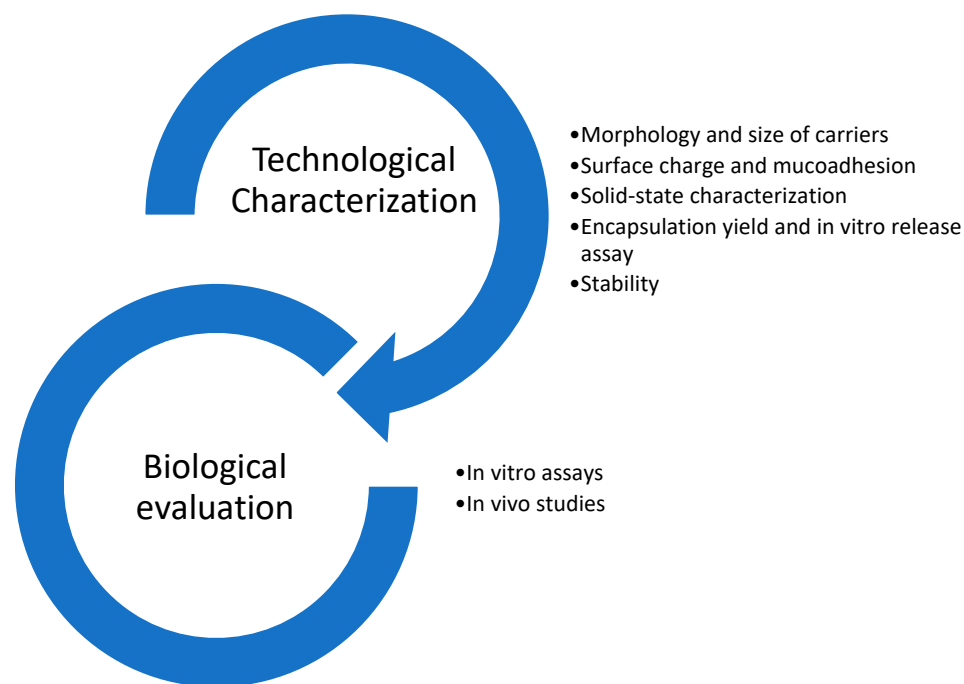 Technological
Characterization
•Morphology and size of carriers
•Surface charge and mucoadhesion
•Solid-state characterization
•Encapsulation yield and in vitro release
assay
•Stability
Biological
evaluation
•In vitro assays
•In vivo studies